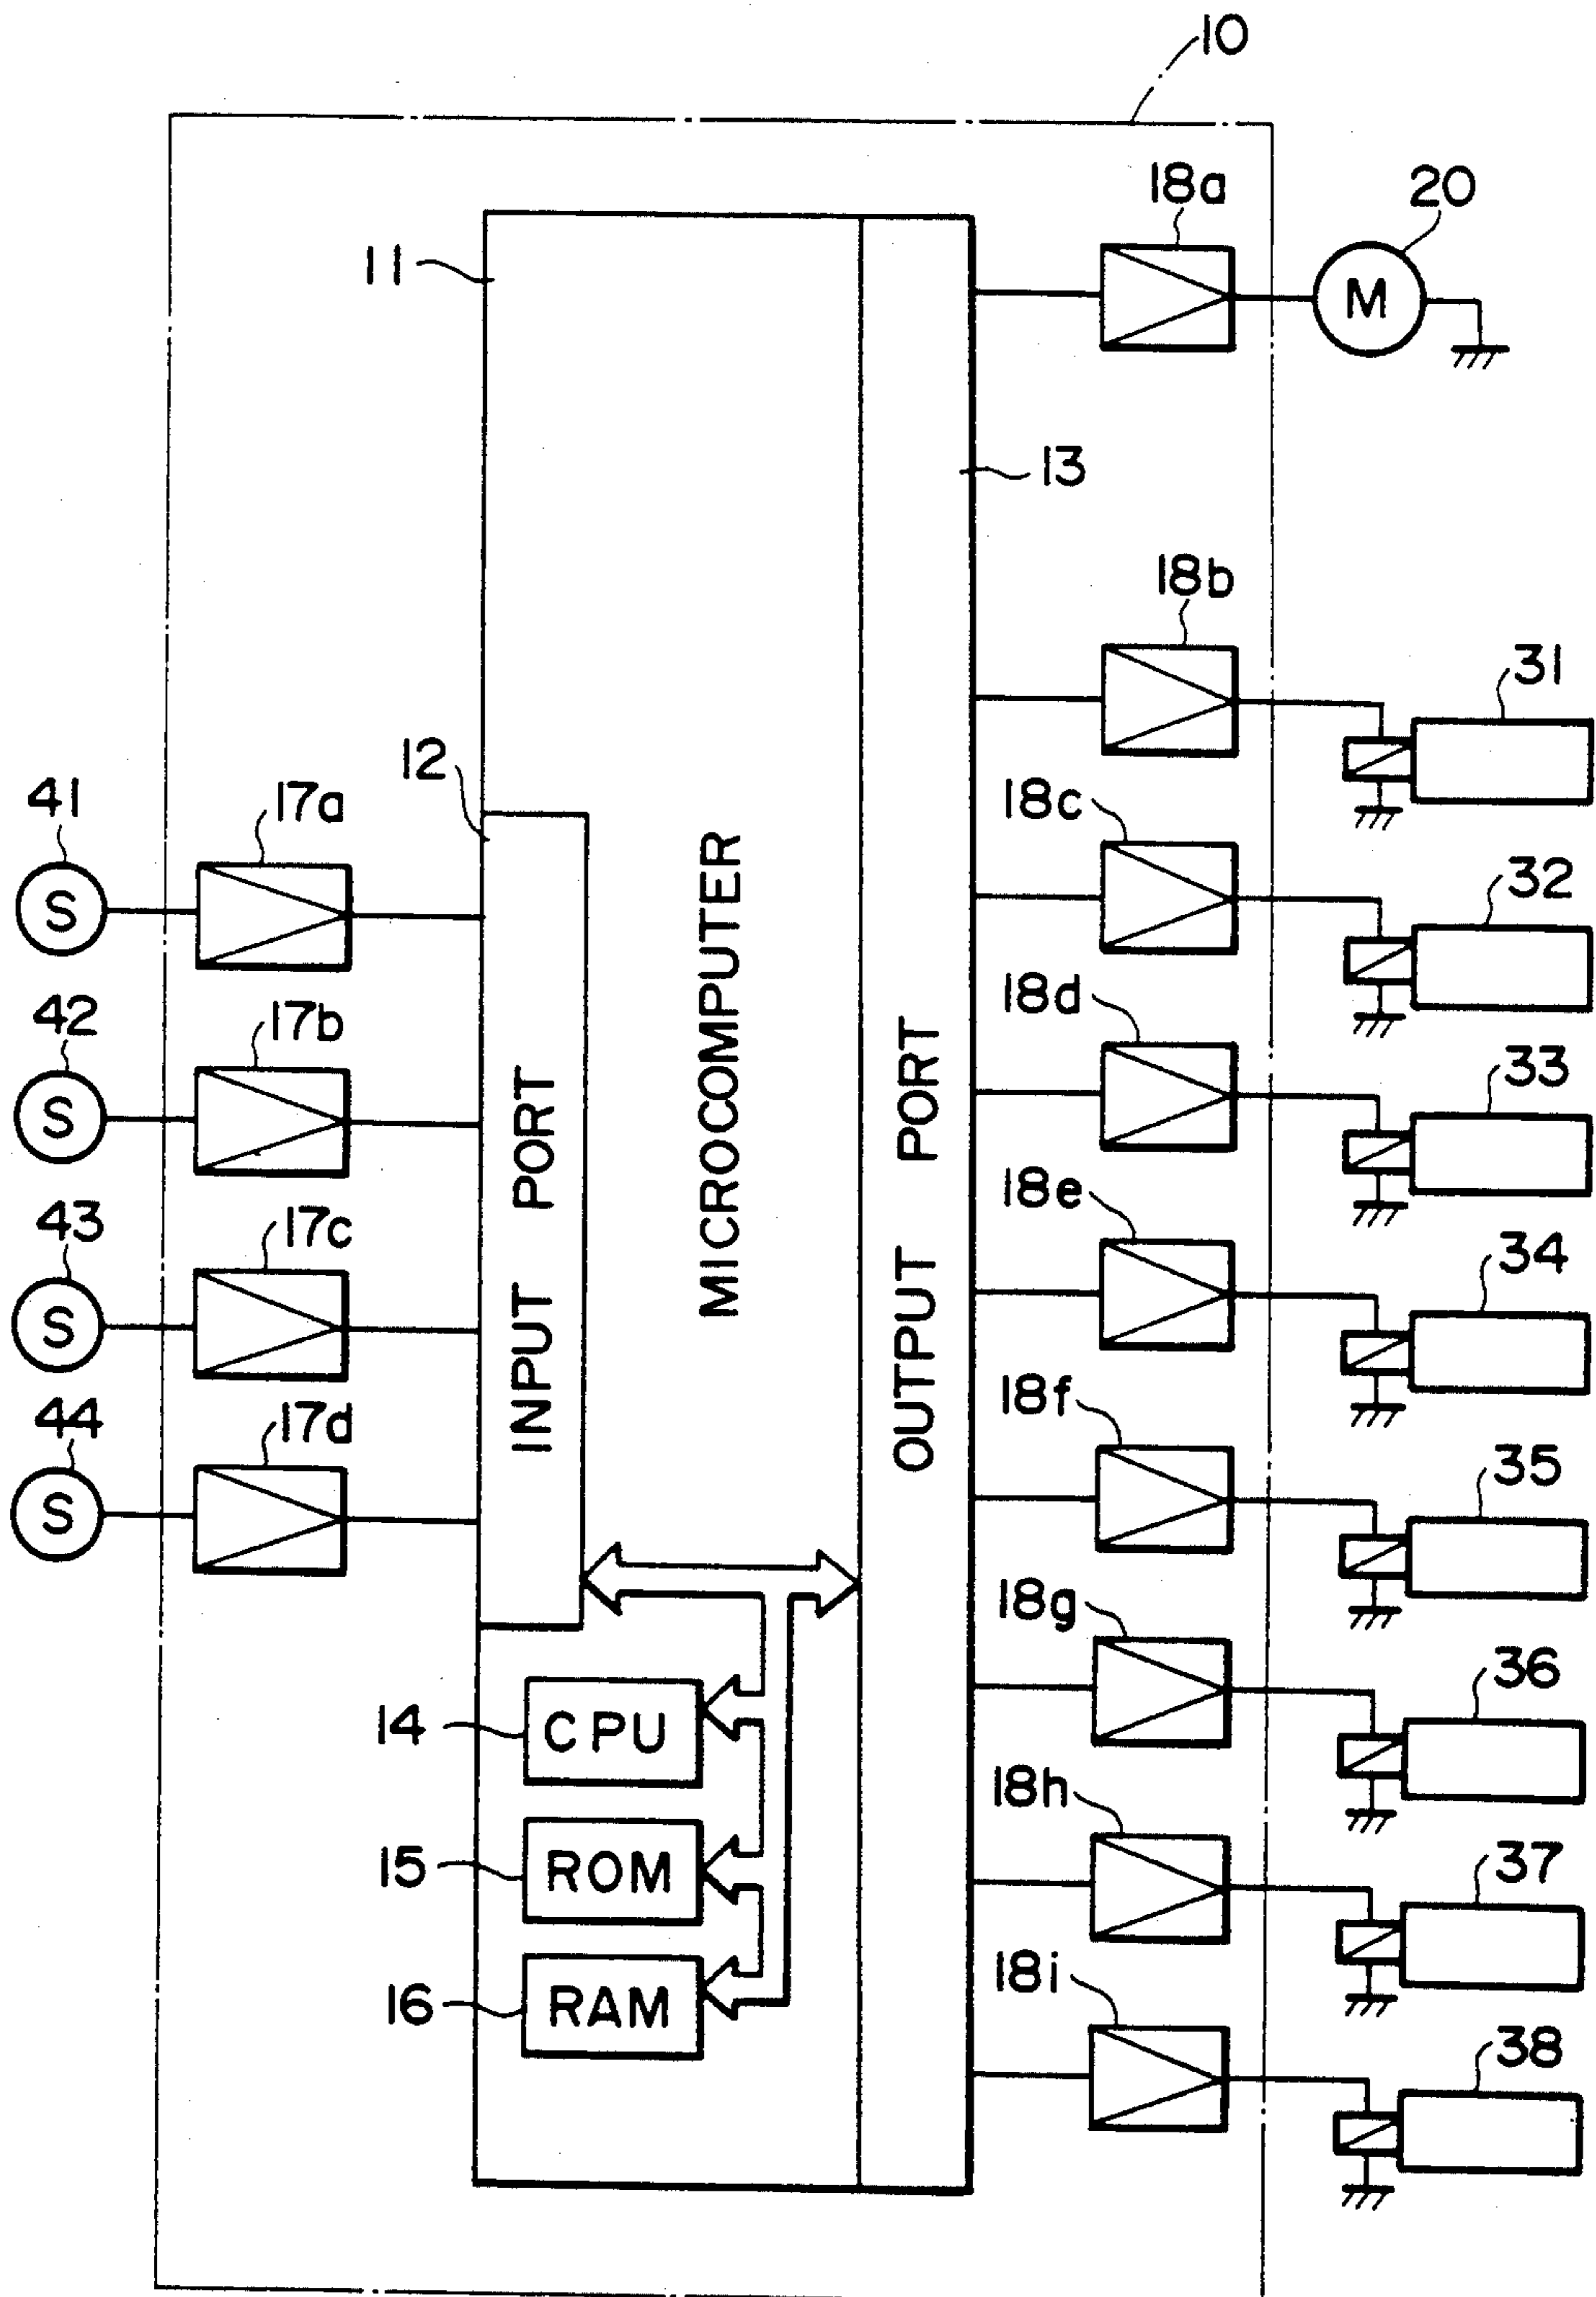 10
18a
20
11
M
13
18b
31
12
41
17a
18c
S
MICROCOMPUTER
32
42
17b
18d
S
INPUT PORT
OUTPUT PORT
33
43
17c
18e
S
34
44
17d
18f
S
35
18g
36
14
CPU
18h
37
15
ROM
18i
16
RAM
38